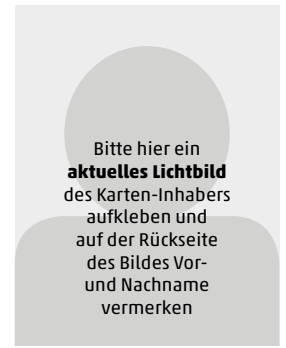 Bitte hier ein
aktuelles Lichtbild
des Karten-Inhabers
aufkleben und
auf der Rückseite
des Bildes Vor-
und Nachname
vermerken